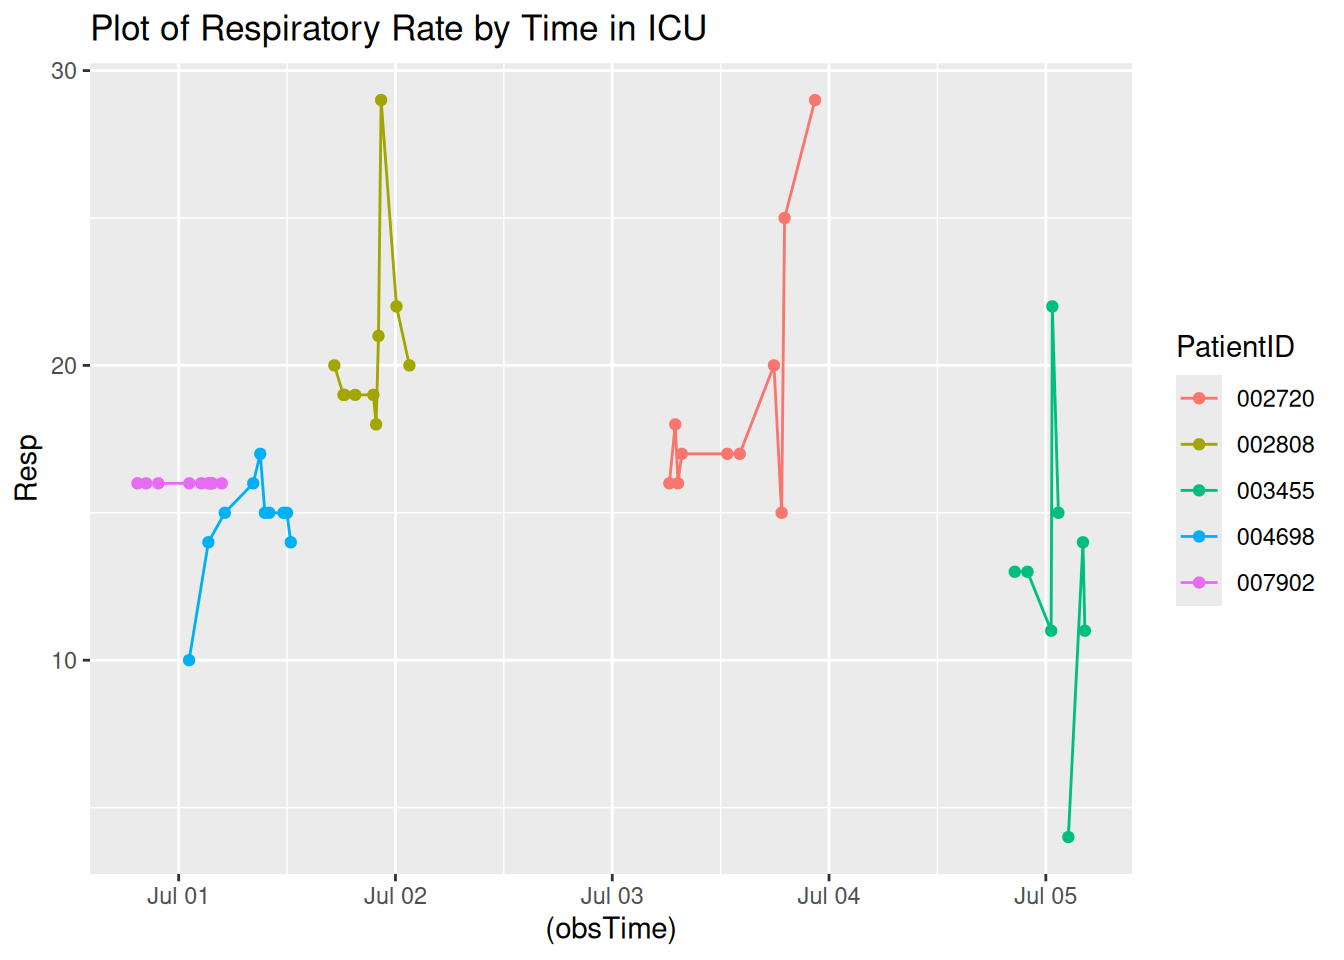 Plot of Respiratory Rate by Time in ICU
30
20
10
Resp
Jul 01
Jul 02
Jul 03
Jul 04
Jul 05
(obsTime)
PatientID
002720
002808
003455
004698
007902